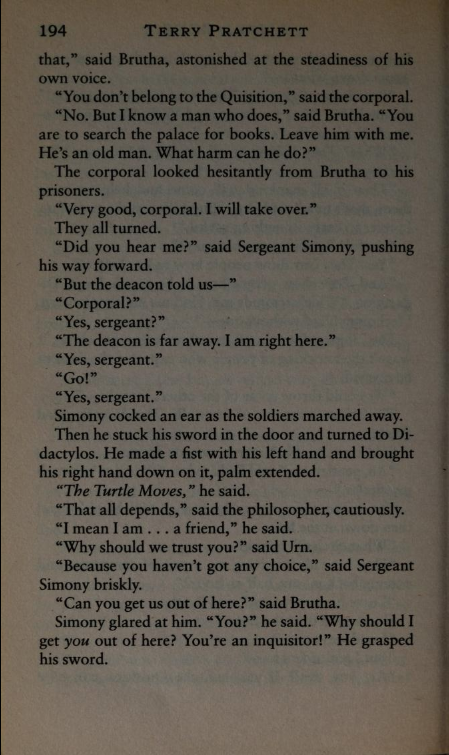 194 TERRY PRATCHETT
that,” said Brutha, astonished at the steadiness of his
own voice.
“You don’t belong to the Quisition,” said the corporal.
“No. But I know a man who does,” said Brutha. “You
are to search the palace for books. Leave him with me.
He’s an old man. What harm can he do?”
The corporal looked hesitantly from Brutha to his
prisoners.
“Very good, corporal. I will take over.”
They all turned.
“Did you hear me?” said Sergeant Simony, pushing
his way forward.
“But the deacon told us—”
“Corporal?”
“Yes, sergeant?”
“The deacon is far away. I am right here.”
“Yes, sergeant.”
“Go!”
“Yes, sergeant.”
Simony cocked an ear as the soldiers marched away.
Then he stuck his sword in the door and turned to Di-
dactylos. He made a fist with his left hand and brought
his right hand down on it, palm extended.
“The Turtle Moves,” he said.
“That all depends,” said the philosopher, cautiously.
“I mean I am . . . a friend,” he said.
“Why should we trust you?” said Urn.
“Because you haven’t got any choice,” said Sergeant
Simony briskly.
“Can you get us out of here?” said Brutha.
Simony glared at him. “You?” he said. “Why should I
get you out of here? You’re an inquisitor!” He grasped
his sword.